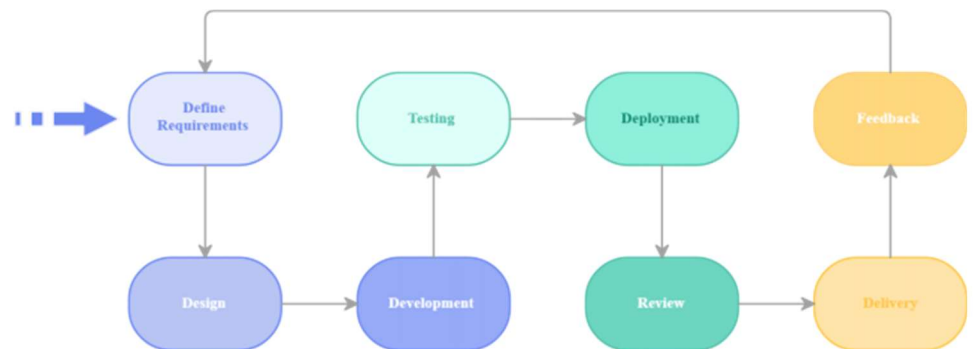 Define
Requirements
Testing
Deployment
Feedback
Design
Development
Review
Delivery